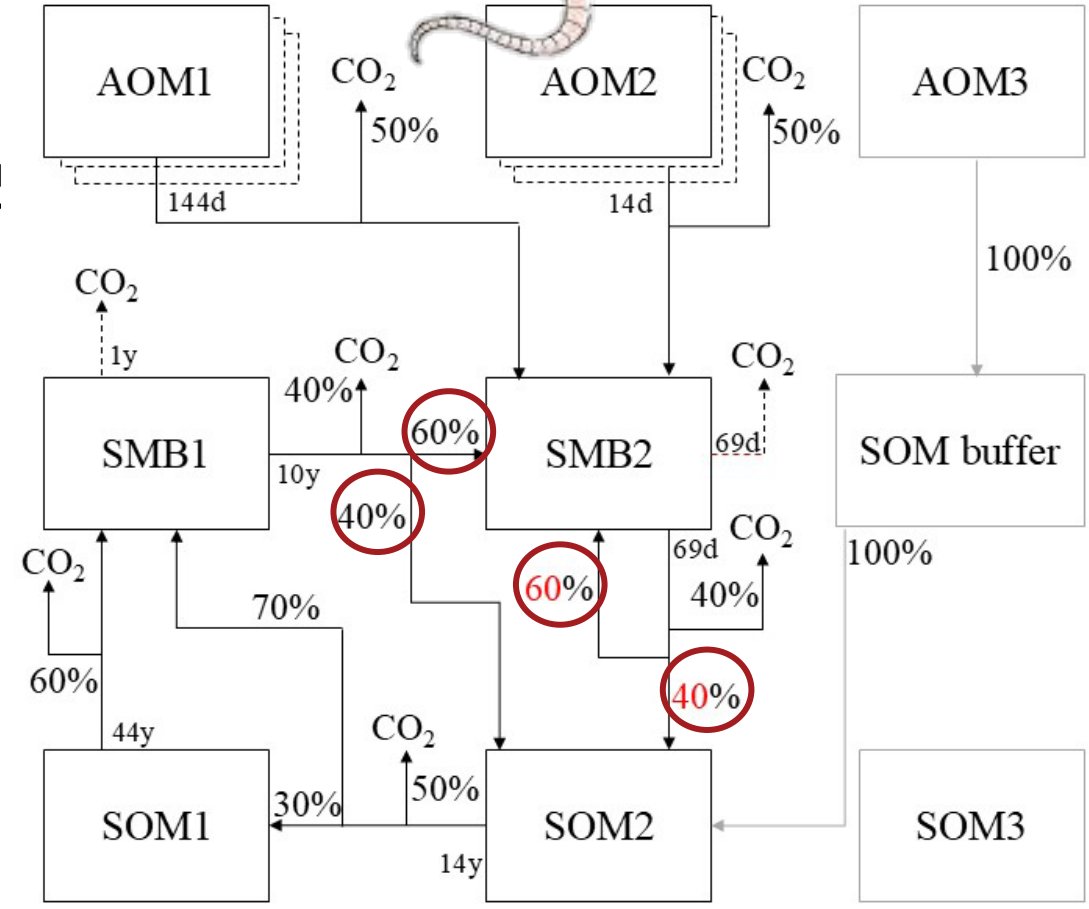 AOM1
CO₂
50%
AOM2
CO₂
50%
AOM3
144d
14d
100%
CO₂
1y
CO₂
40%
60%
CO₂
SMB1
10y
SMB2
69d
SOM buffer
40%
CO₂
60%
69d
40%
CO₂
100%
70%
60%
40%
44y
CO₂
50%
30%
SOM1
SOM2
14y
SOM3